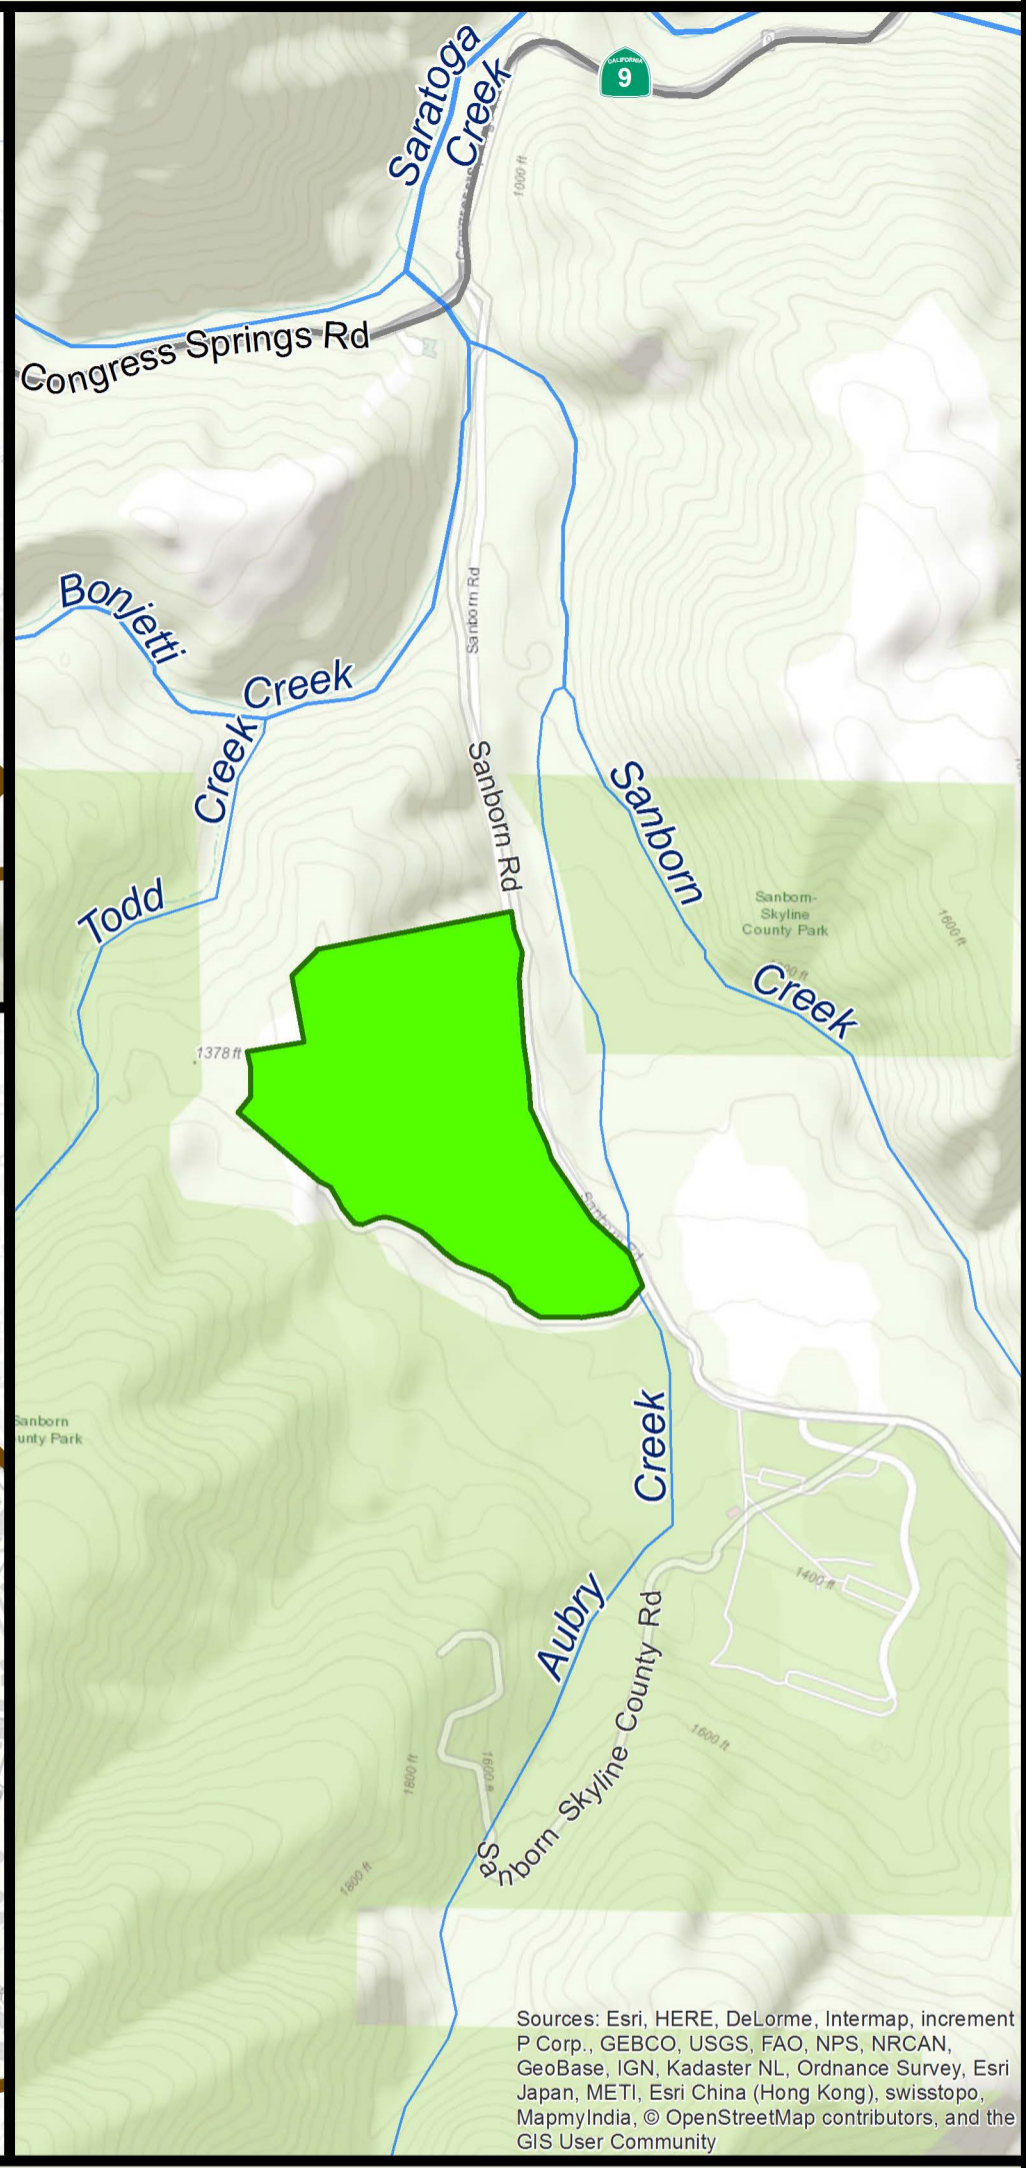 Saratoga
Creek
CALIFORNIA
9
1000 ft
Congress Springs Rd
Sanborn Rd
Bonjetti
Creek
Creek
Todd
Sanborn Rd
Sanborn
Creek
Sanborn-
Skyline
County Park
1600 ft
1378 ft
Sanborn Rd
Sanborn
unty Park
Creek
Aubry
1400 ft
Sanborn Skyline County Rd
1600 ft
1800 ft
1600 ft
1800 ft
Sources: Esri, HERE, DeLorme, Intermap, increment
P Corp., GEBCO, USGS, FAO, NPS, NRCAN,
GeoBase, IGN, Kadaster NL, Ordnance Survey, Esri
Japan, METI, Esri China (Hong Kong), swisstopo,
MapmyIndia, © OpenStreetMap contributors, and the
GIS User Community